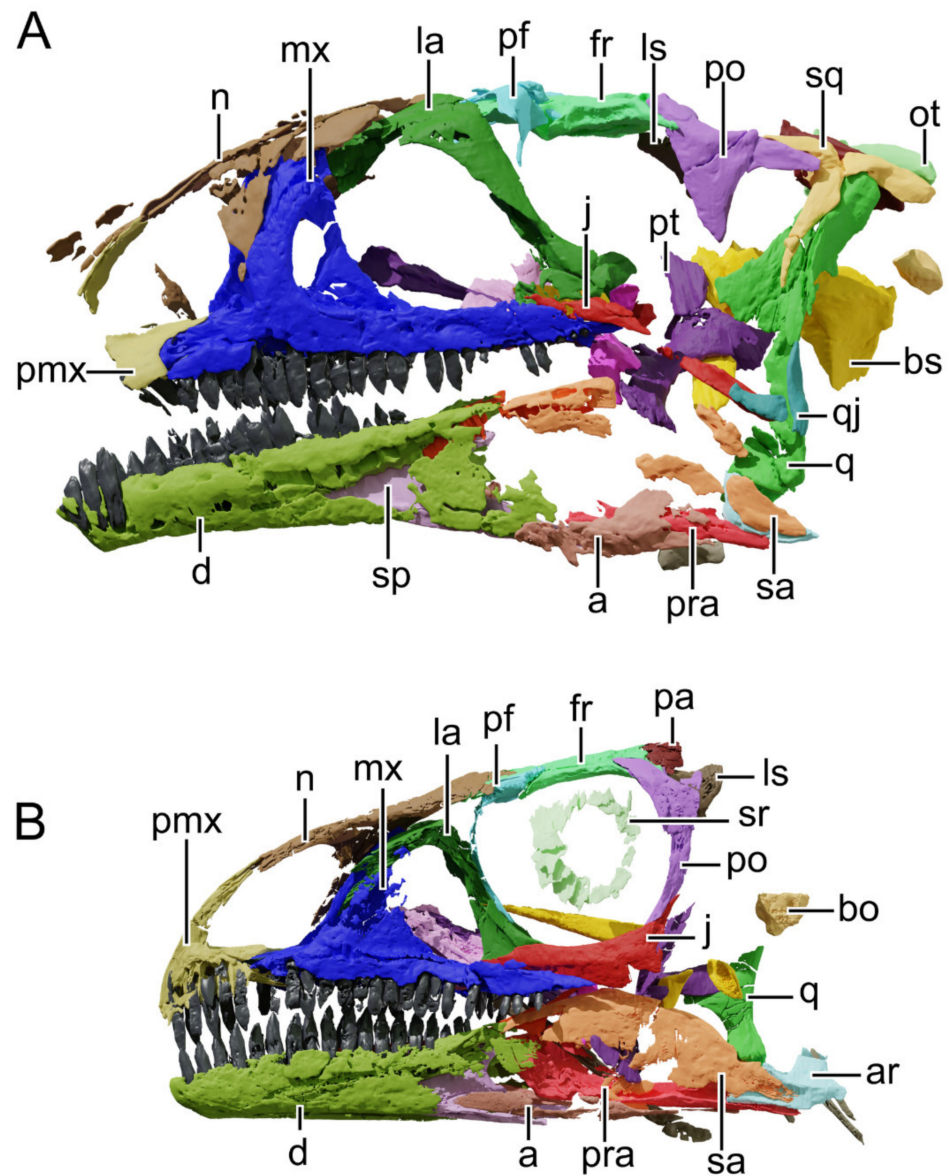 A
n
mx
la
pf
fr
ls
po
sq
ot
j
pt
pmx
bs
qj
q
d
sp
a
pra
sa
B
pmx
n
mx
la
pf
fr
pa
ls
sr
po
bo
j
q
ar
d
a
pra
sa